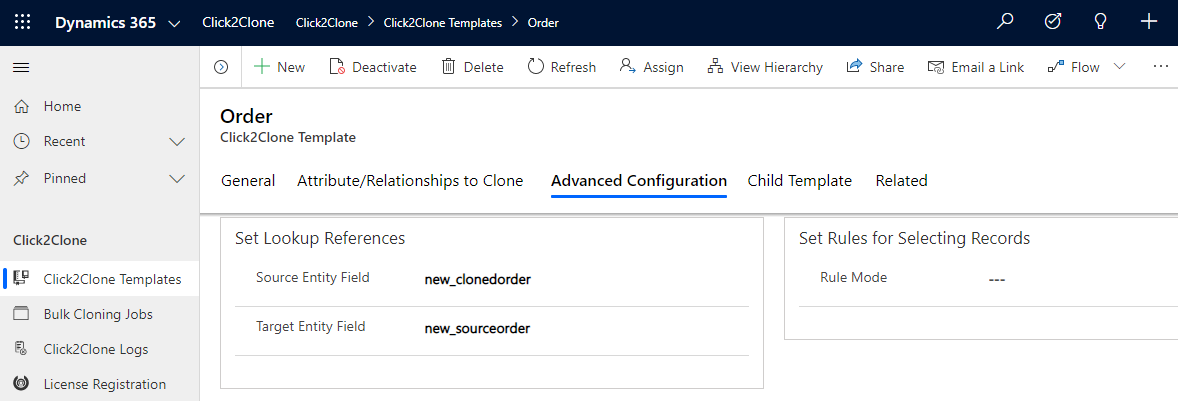 Dynamics 365 Click2Clone Click2Clone Click2Clone Templates Order
New Deactivate Delete Refresh Assign View Hierarchy Share Email a Link Flow ...
Home
Recent
Pinned
Click2Clone
Click2Clone Templates
Bulk Cloning Jobs
Click2Clone Logs
License Registration
Order
Click2Clone Template
General Attribute/Relationships to Clone Advanced Configuration Child Template Related
Set Lookup References
Source Entity Field new_clonedorder
Target Entity Field new_sourceorder
Set Rules for Selecting Records
Rule Mode ---